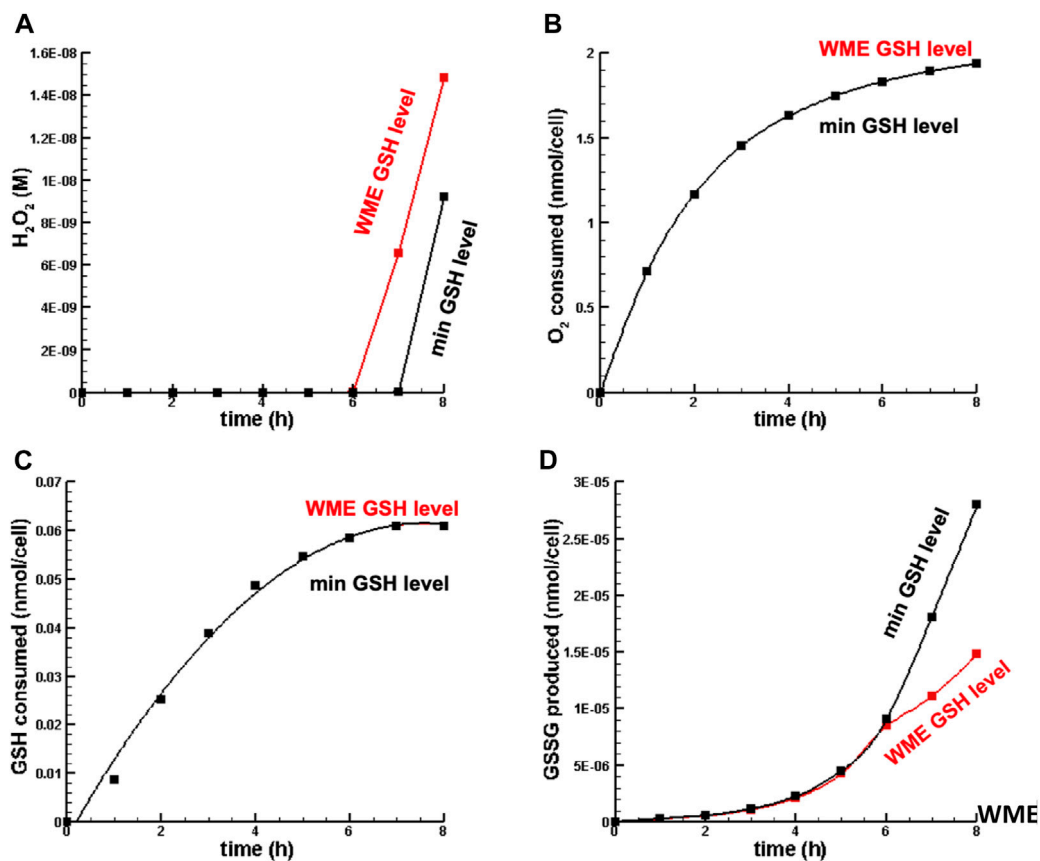 A
1.6E-08
1.4E-08
1.2E-08
1E-08
8E-09
6E-09
4E-09
2E-09
0
H2O2 (M)
WME GSH level
min GSH level
0 2 4 6 8
time (h)
B
2
1.5
1
0.5
0
O2 consumed (nmol/cell)
WME GSH level
min GSH level
0 2 4 6 8
time (h)
C
0.07
0.06
0.05
0.04
0.03
0.02
0.01
0
GSH consumed (nmol/cell)
WME GSH level
min GSH level
0 2 4 6 8
time (h)
D
3E-05
2.5E-05
2E-05
1.5E-05
1E-05
5E-06
0
GSSG produced (nmol/cell)
min GSH level
WME GSH level
WME
0 2 4 6 8
time (h)